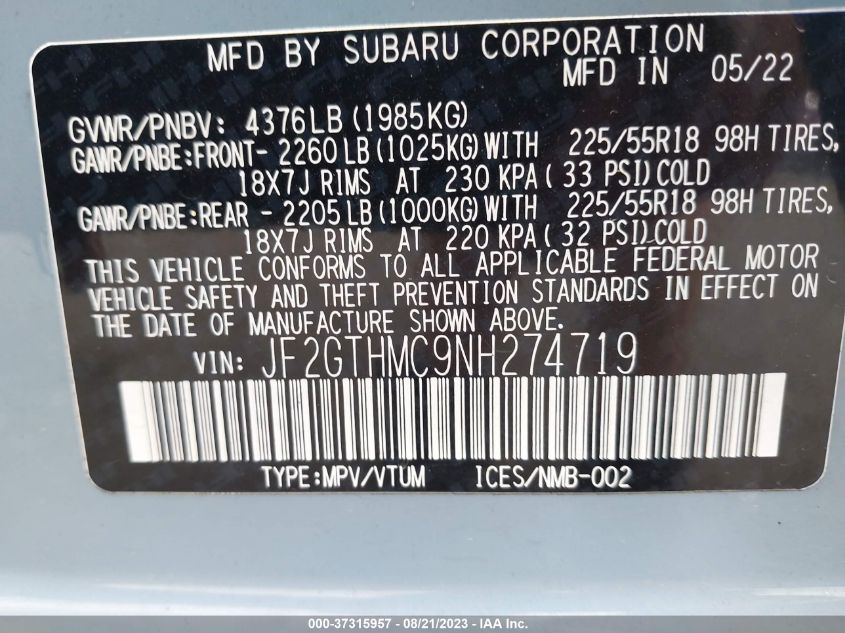 MFD BY SUBARU CORPORATION
MFD IN 05/22
GVWR/PNBV: 4376LB (1985KG)
GAWR/PNBE:FRONT- 2260 LB (1025KG) WITH 225/55R18 98H TIRES,
18X7J RIMS AT 230 KPA ( 33 PSI) COLD
GAWR/PNBE:REAR - 2205 LB (1000KG) WITH 225/55R18 98H TIRES,
18X7J RIMS AT 220 KPA ( 32 PSI) COLD
THIS VEHICLE CONFORMS TO ALL APPLICABLE FEDERAL MOTOR
VEHICLE SAFETY AND THEFT PREVENTION STANDARDS IN EFFECT ON
THE DATE OF MANUFACTURE SHOWN ABOVE.
VIN: JF2GTHMC9NH274719
TYPE:MPV/VTUM ICES/NMB-002
000-37315957 - 08/21/2023 - IAA, Inc.